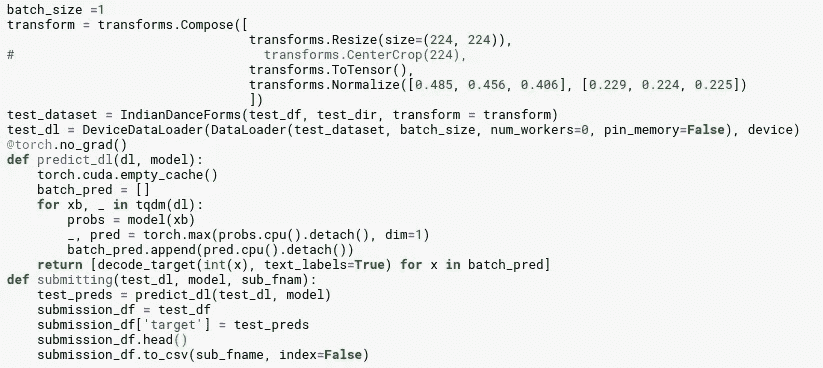 batch_size =1
transform = transforms.Compose([
                                transforms.Resize(size=(224, 224)),
#                                 transforms.CenterCrop(224),
                                transforms.ToTensor(),
                                transforms.Normalize([0.485, 0.456, 0.406], [0.229, 0.224, 0.225])
                                ])
test_dataset = IndianDanceForms(test_df, test_dir, transform = transform)
test_dl = DeviceDataLoader(DataLoader(test_dataset, batch_size, num_workers=0, pin_memory=False), device)
@torch.no_grad()
def predict_dl(dl, model):
    torch.cuda.empty_cache()
    batch_pred = []
    for xb, _ in tqdm(dl):
        probs = model(xb)
        _, pred = torch.max(probs.cpu().detach(), dim=1)
        batch_pred.append(pred.cpu().detach())
    return [decode_target(int(x), text_labels=True) for x in batch_pred]
def submitting(test_dl, model, sub_fnam):
    test_preds = predict_dl(test_dl, model)
    submission_df = test_df
    submission_df['target'] = test_preds
    submission_df.head()
    submission_df.to_csv(sub_fname, index=False)